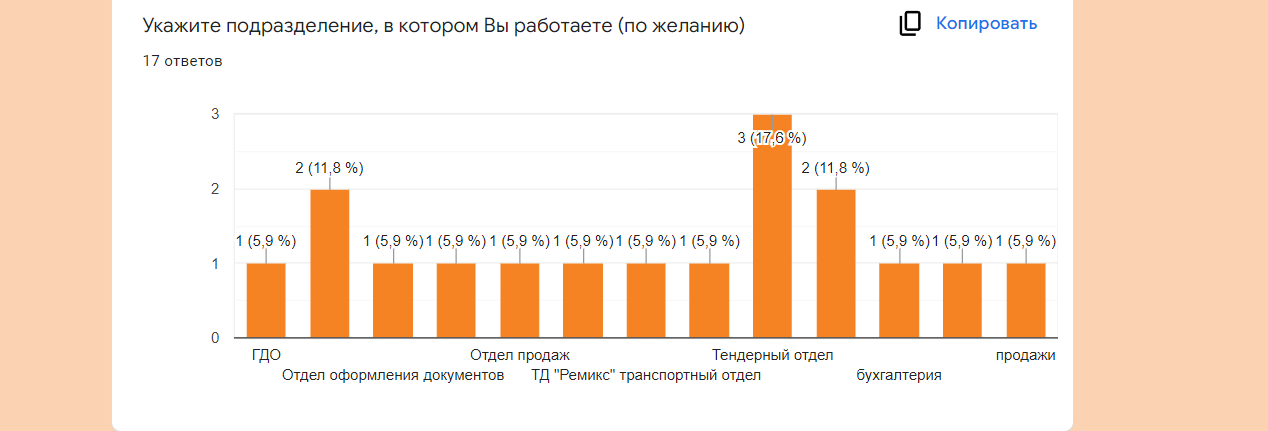 Укажите подразделение, в котором Вы работаете (по желанию)
Копировать
17 ответов
3
3 (17,6 %)
2 (11,8 %)
2 (11,8 %)
2
1 (5,9 %) 1 (5,9 %) 1 (5,9 %) 1 (5,9 %) 1 (5,9 %) 1 (5,9 %) 1 (5,9 %) 1 (5,9 %) 1 (5,9 %) 1 (5,9 %)
1
0
ГДО Отдел продаж Тендерный отдел продажи
Отдел оформления документов ТД "Ремикс" транспортный отдел бухгалтерия